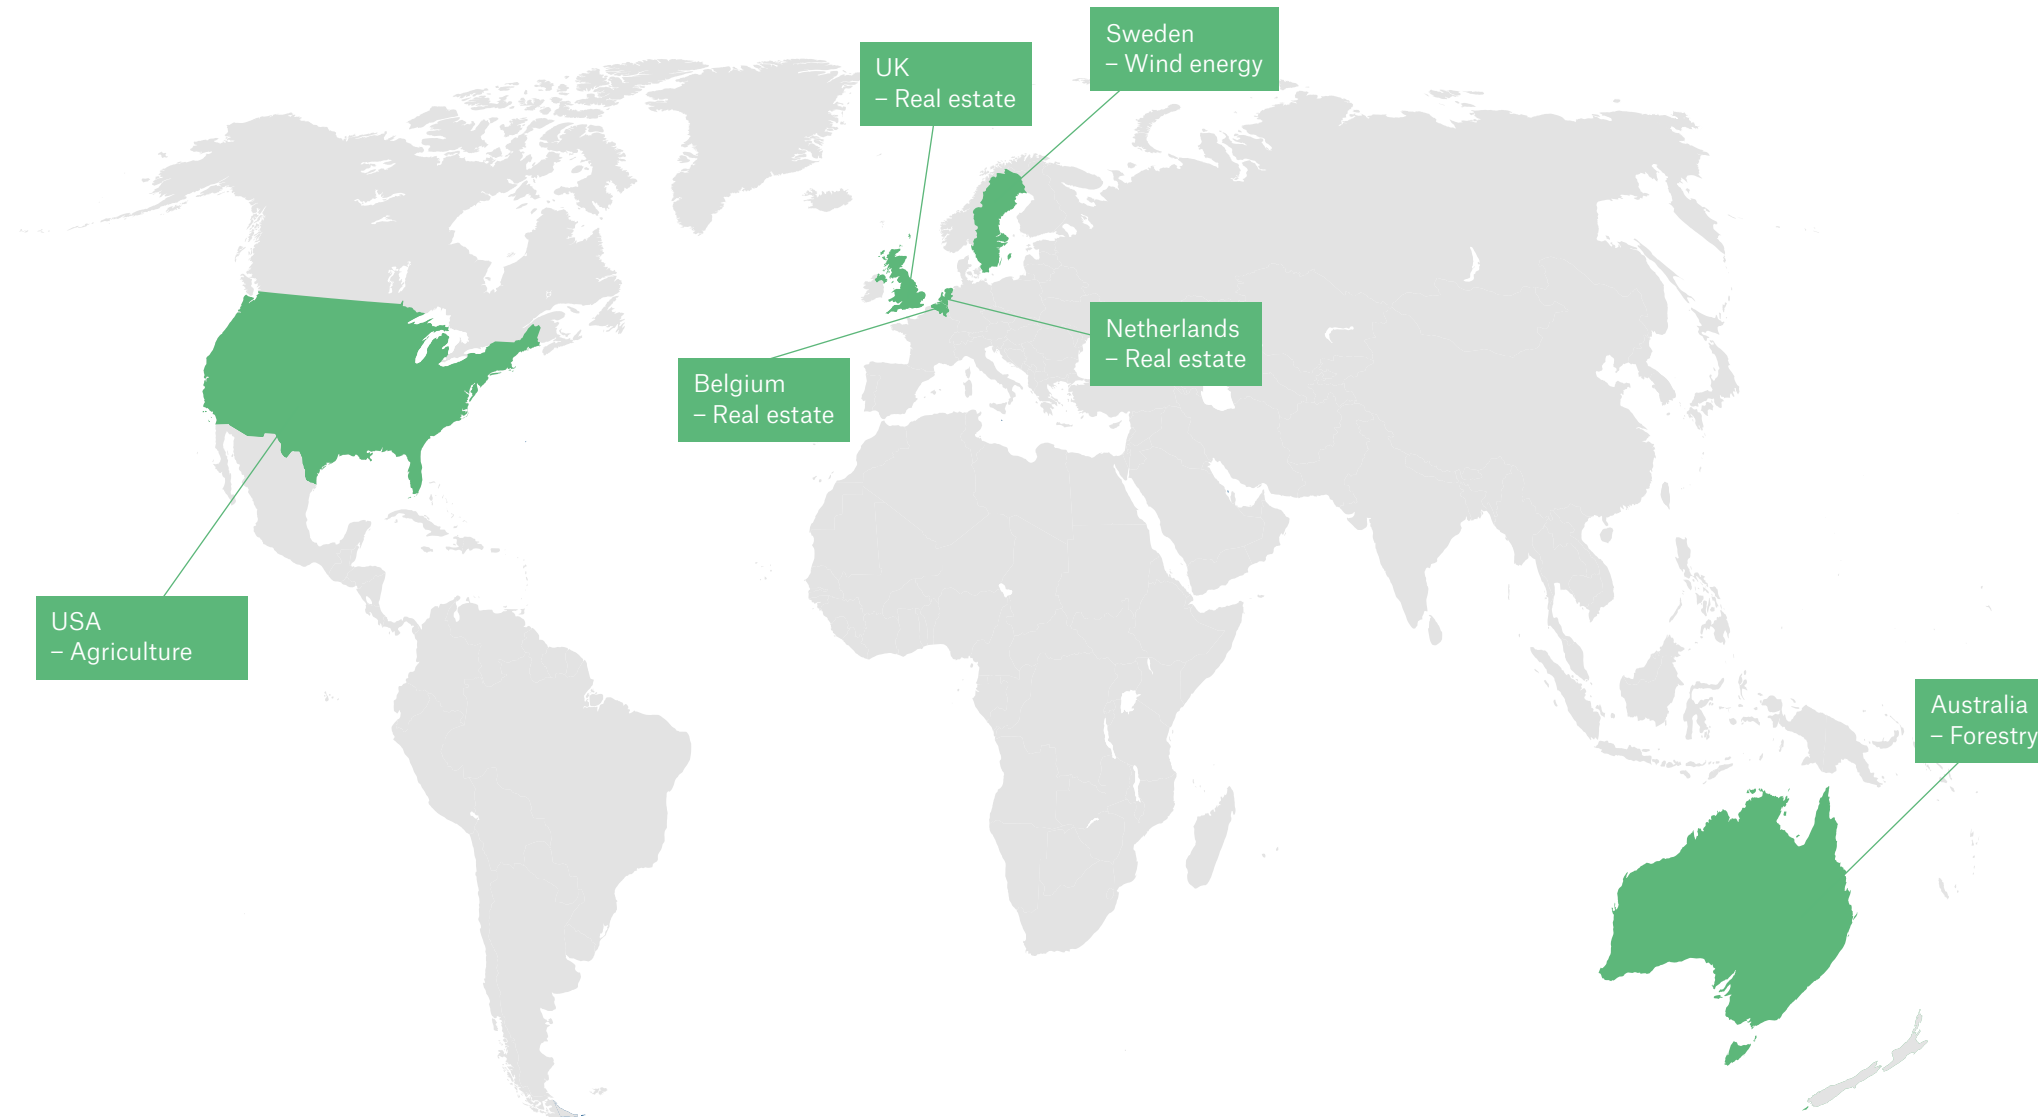 Sweden
– Wind energy
UK
– Real estate
Netherlands
– Real estate
Belgium
– Real estate
USA
– Agriculture
Australia
– Forestry